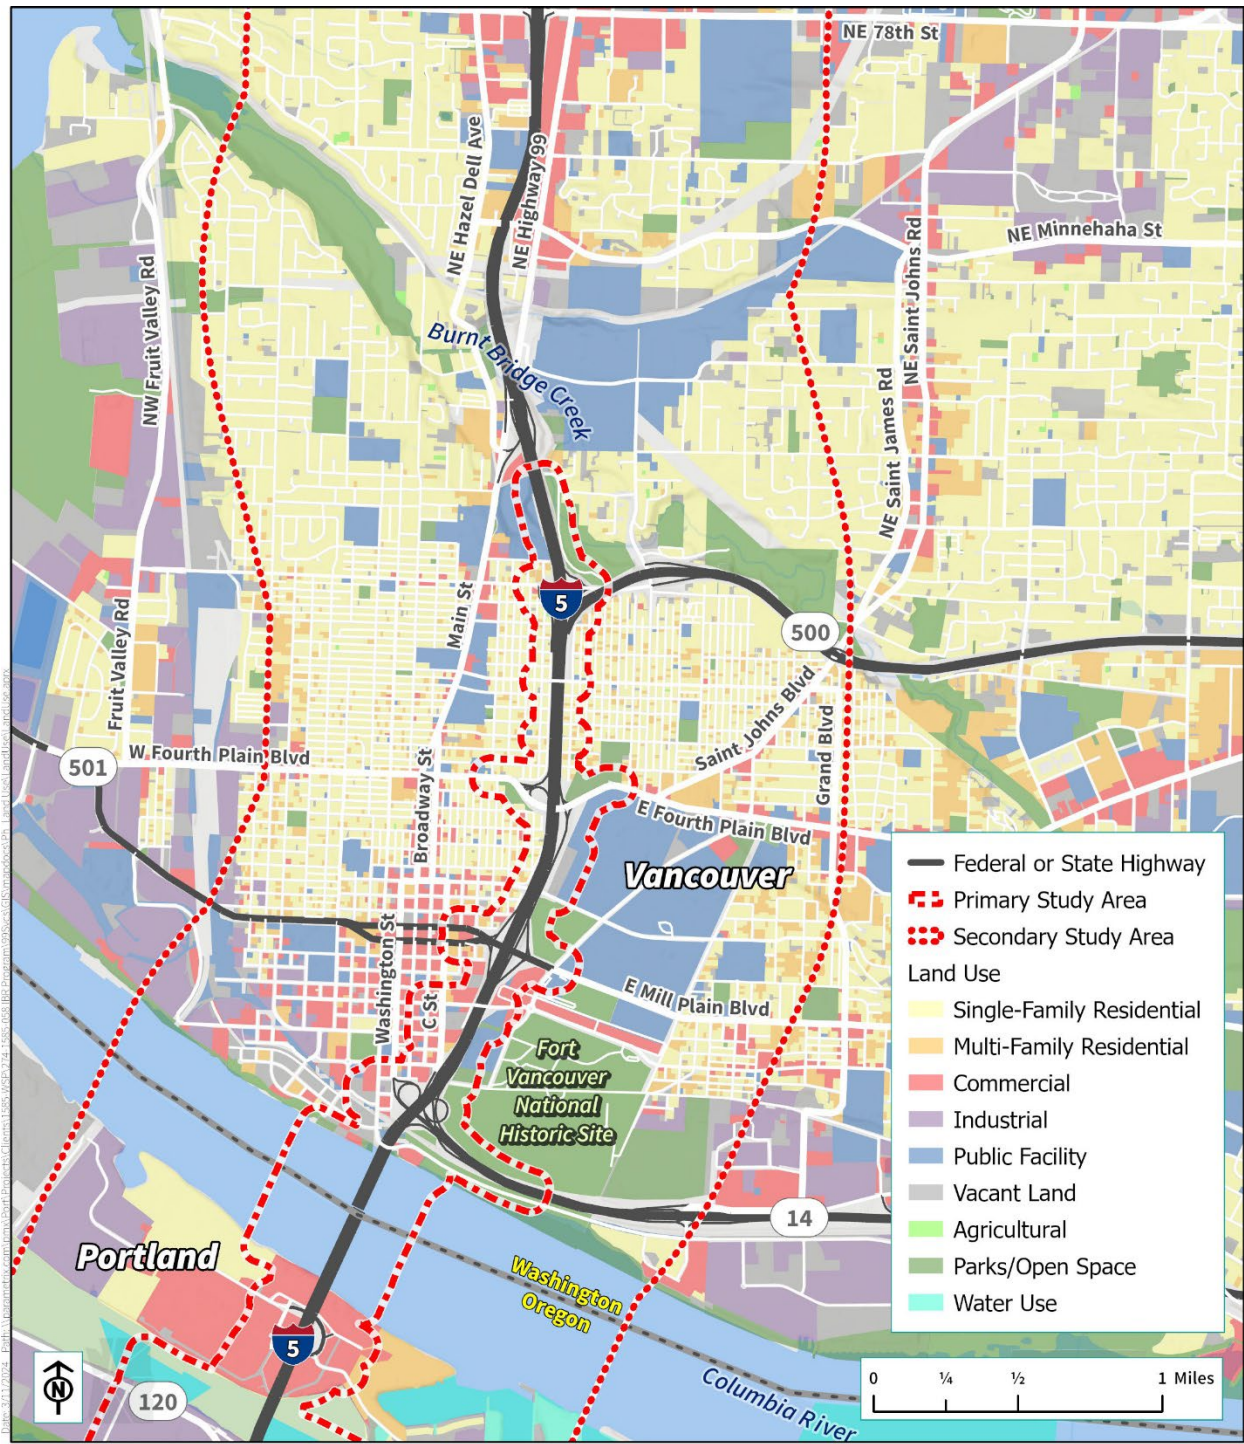 NE 78th St
NE Hazel Dell Ave
NE Highway 99
NE Minnehaha St
NE Saint Johns Rd
NW Fruit Valley Rd
Burnt Bridge Creek
NE Saint James Rd
Main St
5
500
Fruit Valley Rd
Saint Johns Blvd
Grand Blvd
W Fourth Plain Blvd
501
Broadway St
E Fourth Plain Blvd
Vancouver
Washington St
C St
E Mill Plain Blvd
Fort
Vancouver
National
Historic Site
14
Portland
Washington
Oregon
5
120
Columbia River
N
Federal or State Highway
Primary Study Area
Secondary Study Area
Land Use
Single-Family Residential
Multi-Family Residential
Commercial
Industrial
Public Facility
Vacant Land
Agricultural
Parks/Open Space
Water Use
0 ¼ ½ 1 Miles